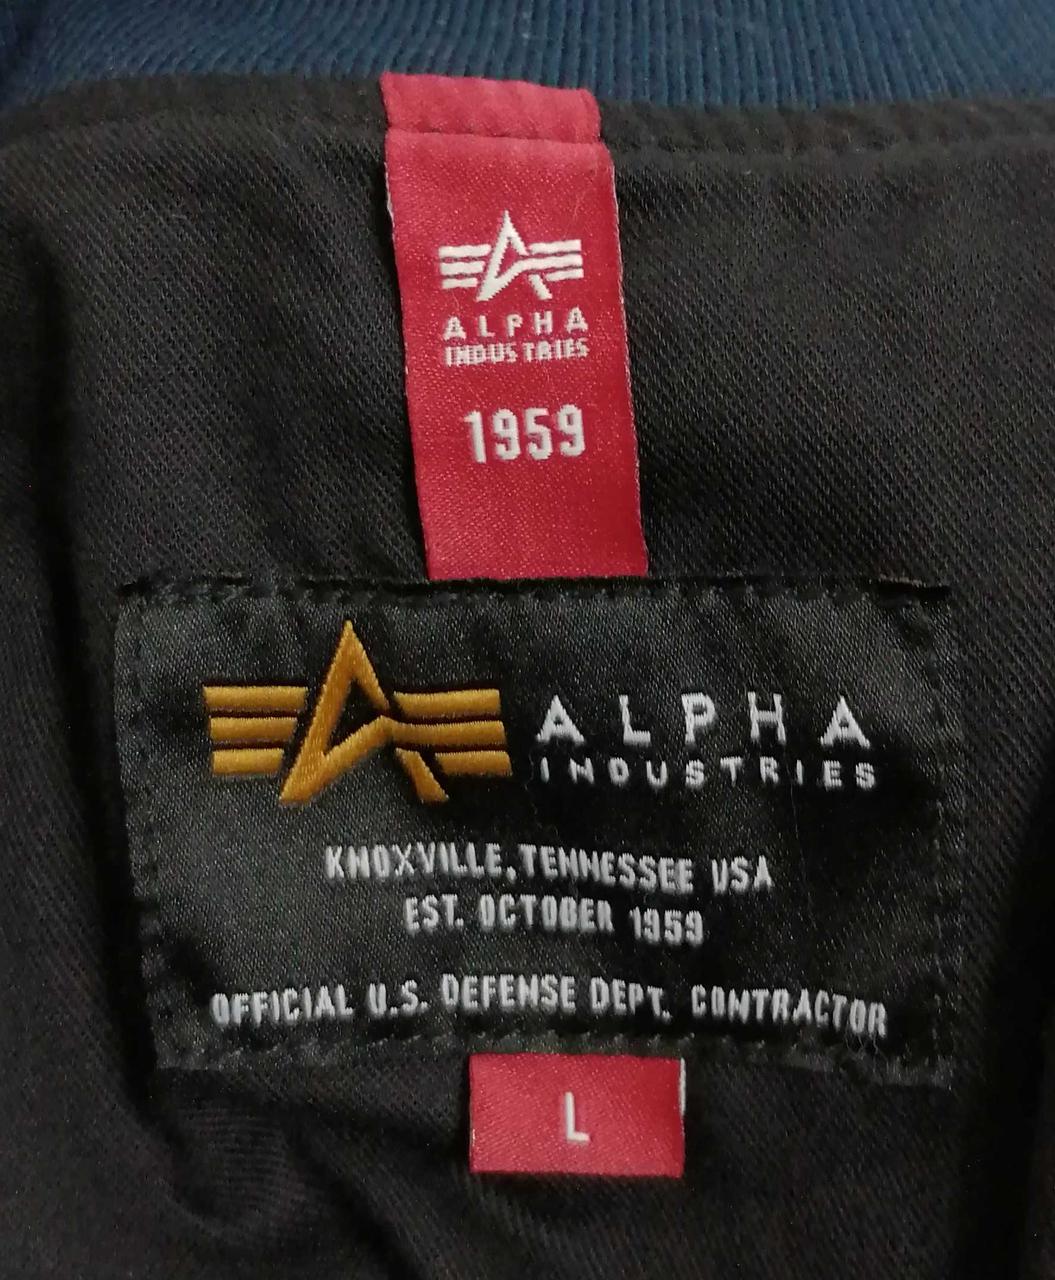 ALPHA
INDUSTRIES
1959
ALPHA
INDUSTRIES
KNOXVILLE, TENNESSEE USA
EST. OCTOBER 1959
OFFICIAL U.S. DEFENSE DEPT. CONTRACTOR
L